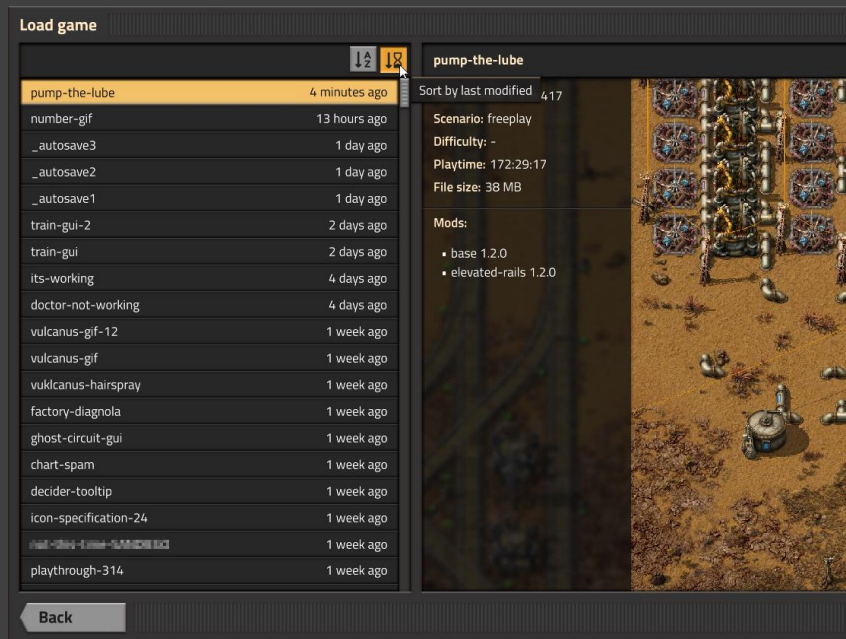 Load game
pump-the-lube
Sort by last modified
417
pump-the-lube 4 minutes ago
number-gif 13 hours ago
_autosave3 1 day ago
_autosave2 1 day ago
_autosave1 1 day ago
train-gui-2 2 days ago
train-gui 2 days ago
its-working 4 days ago
doctor-not-working 4 days ago
vulcanus-gif-12 1 week ago
vulcanus-gif 1 week ago
vuklcanus-hairspray 1 week ago
factory-diagnola 1 week ago
ghost-circuit-gui 1 week ago
chart-spam 1 week ago
decider-tooltip 1 week ago
icon-specification-24 1 week ago
1 week ago
playthrough-314 1 week ago
Scenario: freeplay
Difficulty: -
Playtime: 172:29:17
File size: 38 MB
Mods:
▪ base 1.2.0
▪ elevated-rails 1.2.0
Back